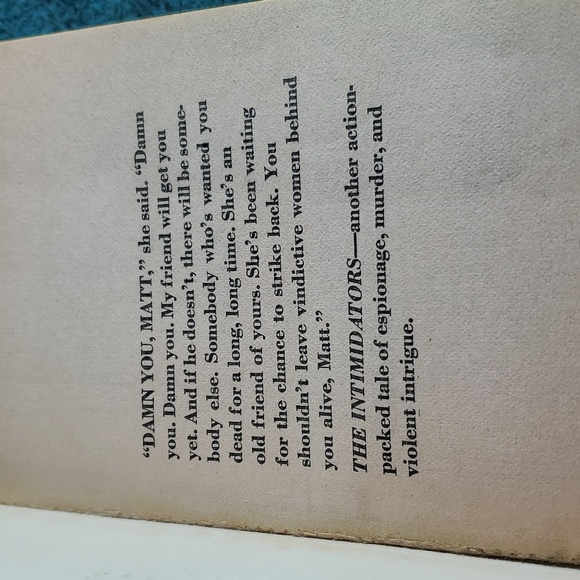 “DAMN YOU, MATT,” she said. “Damn
you. Damn you. My friend will get you
yet. And if he doesn’t, there will be some-
body else. Somebody who’s wanted you
dead for a long, long time. She’s an
old friend of yours. She’s been waiting
for the chance to strike back. You
shouldn’t leave vindictive women behind
you alive, Matt.”
THE INTIMIDATORS—another action-
packed tale of espionage, murder, and
violent intrigue.